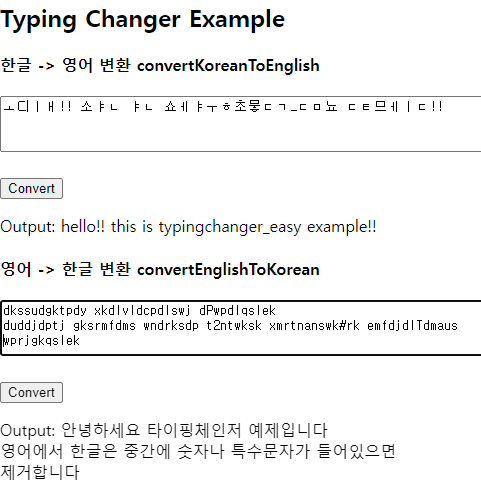 Typing Changer Example
한글 -> 영어 변환 convertKoreanToEnglish
ㅗ디ㅣㅐ!! 소ㅑㄴ ㅑㄴ 쇼ㅔㅑㅜㅎ초뭏ㄷㄱ_ㄷㅁ뇨 ㄷㅌ므ㅔㅣㄷ!!
Convert
Output: hello!! this is typingchanger_easy example!!
영어 -> 한글 변환 convertEnglishToKorean
dkssudgktpdy xkdlvldcpdlswj dPwpdlqslek
duddjdptj gksrmfdms wndrksdp t2ntwksk xmrtnanswk#rk emfdjdlTdmaus
wprjgkqslek
Convert
Output: 안녕하세요 타이핑체인저 예제입니다
영어에서 한글은 중간에 숫자나 특수문자가 들어있으면
제거합니다